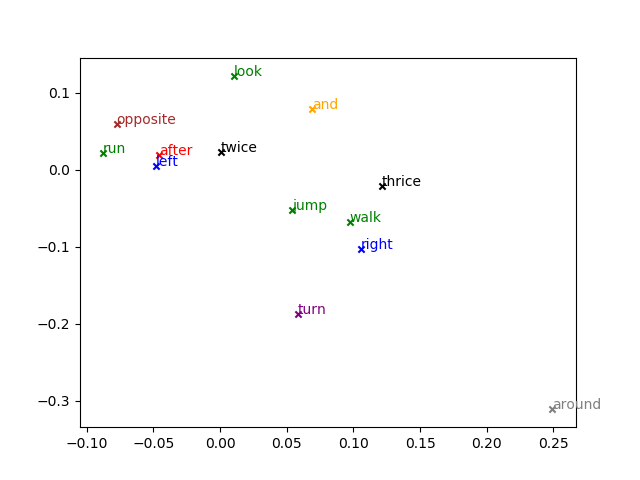 look
and
opposite
twice
run
after
left
thrice
jump
walk
right
turn
around
0.1
0.0
−0.1
−0.2
−0.3
−0.10 −0.05 0.00 0.05 0.10 0.15 0.20 0.25